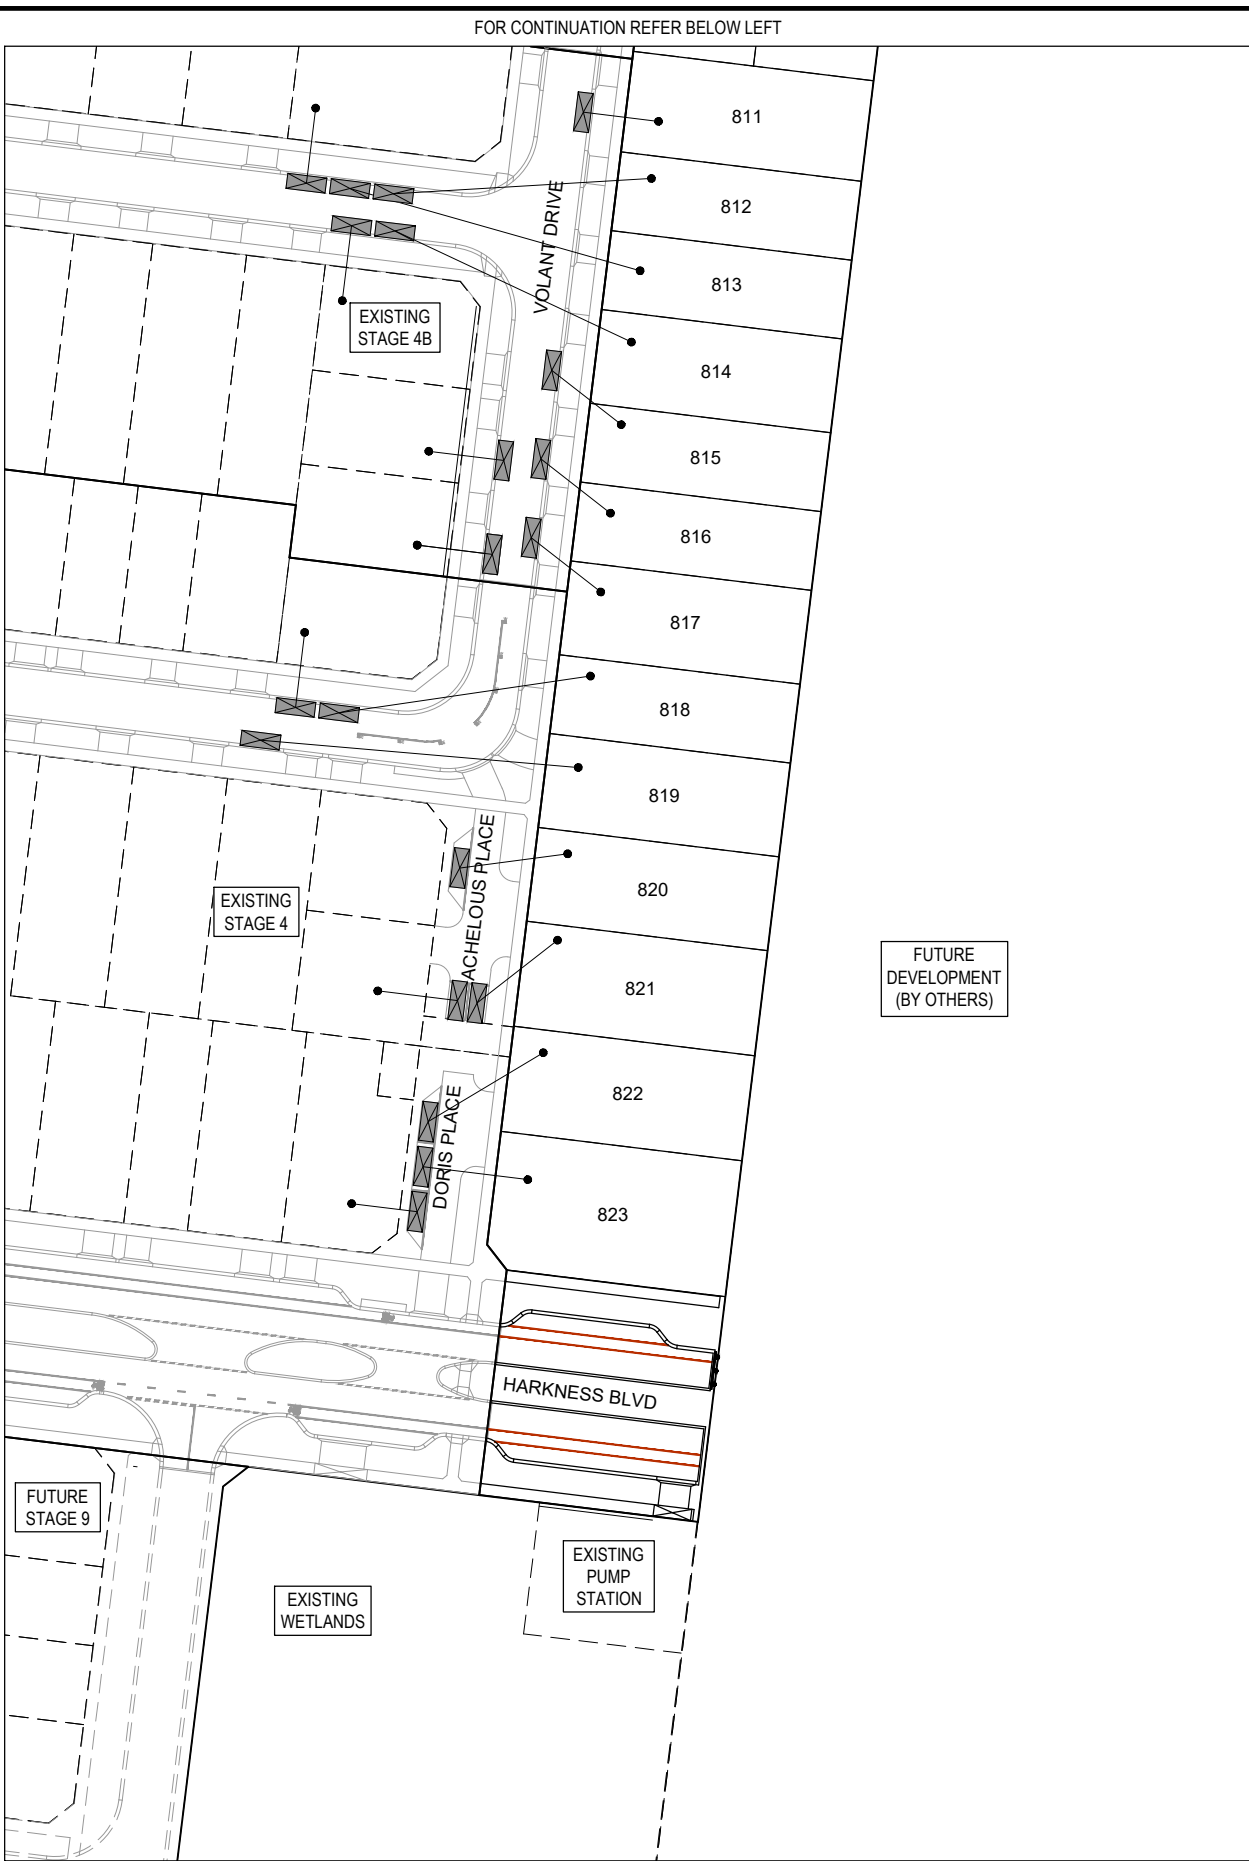 FOR CONTINUATION REFER BELOW LEFT
811
812
VOLANT DRIVE
813
EXISTING
STAGE 4B
814
815
816
817
818
819
ACHELOUS PLACE
820
EXISTING
STAGE 4
821
FUTURE
DEVELOPMENT
(BY OTHERS)
822
DORIS PLACE
823
HARKNESS BLVD
FUTURE
STAGE 9
EXISTING
PUMP
STATION
EXISTING
WETLANDS